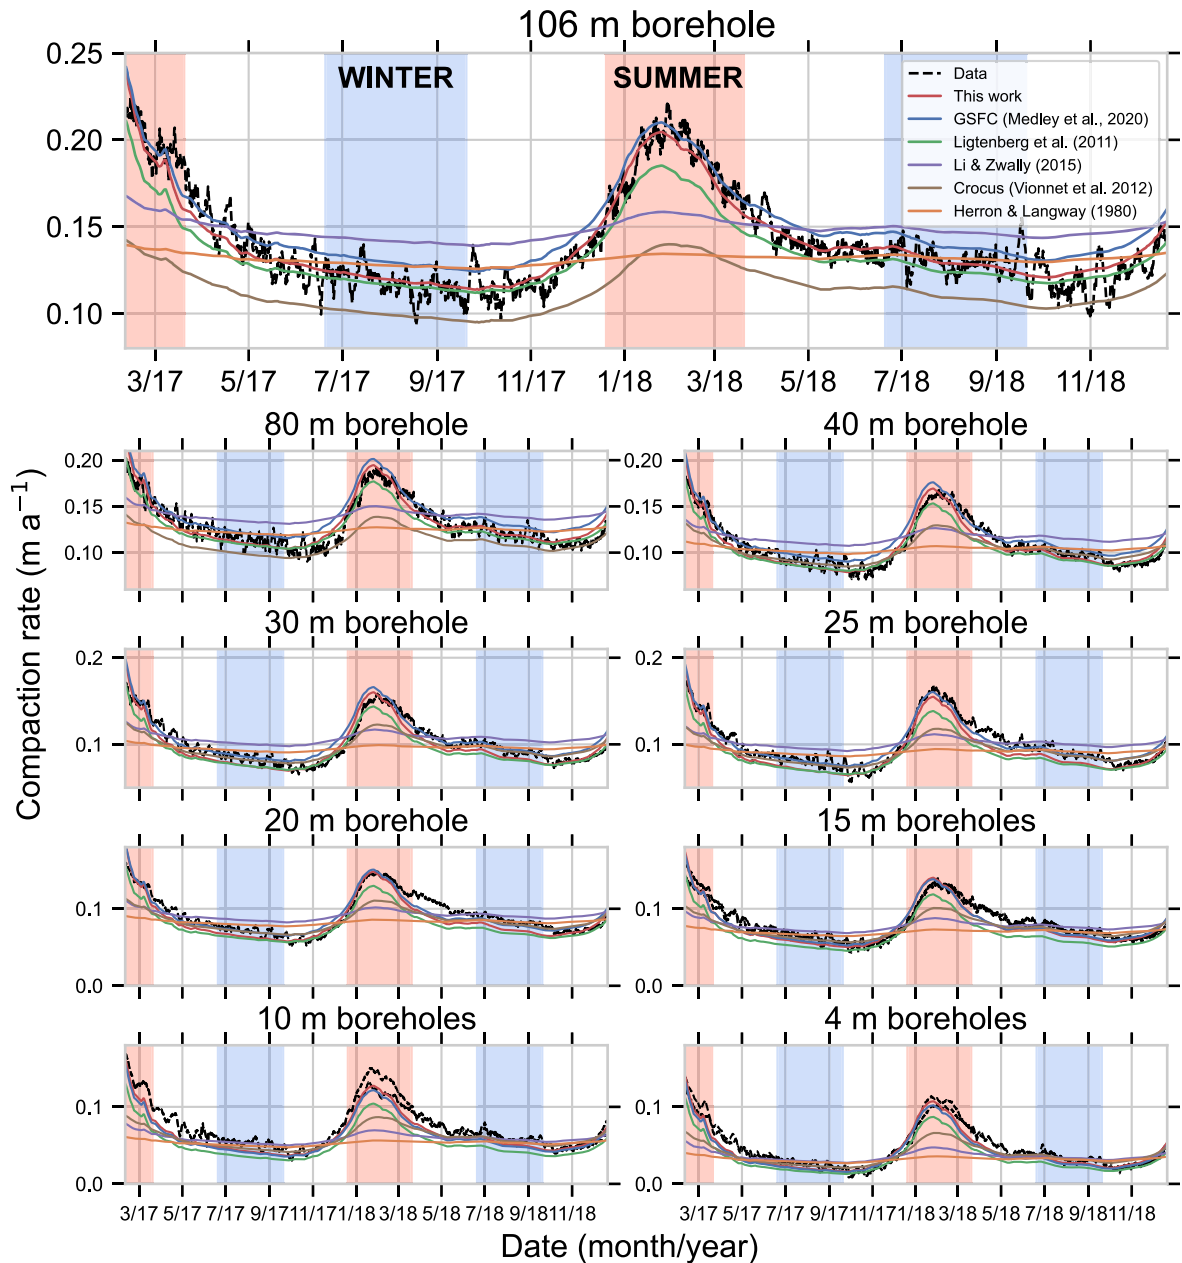 106 m borehole
WINTER
SUMMER
0.25
0.20
0.15
0.10
Data
This work
GSFC (Medley et al., 2020)
Ligtenberg et al. (2011)
Li & Zwally (2015)
Crocus (Vionnet et al. 2012)
Herron & Langway (1980)
3/17 5/17 7/17 9/17 11/17 1/18 3/18 5/18 7/18 9/18 11/18
Compaction rate (m a⁻¹)
80 m borehole
0.20
0.15
0.10
40 m borehole
0.20
0.15
0.10
30 m borehole
0.2
0.1
25 m borehole
0.2
0.1
20 m borehole
0.1
0.0
15 m boreholes
0.1
0.0
10 m boreholes
0.1
0.0
4 m boreholes
0.1
0.0
3/17 5/17 7/17 9/17 11/17 1/18 3/18 5/18 7/18 9/18 11/18
3/17 5/17 7/17 9/17 11/17 1/18 3/18 5/18 7/18 9/18 11/18
Date (month/year)